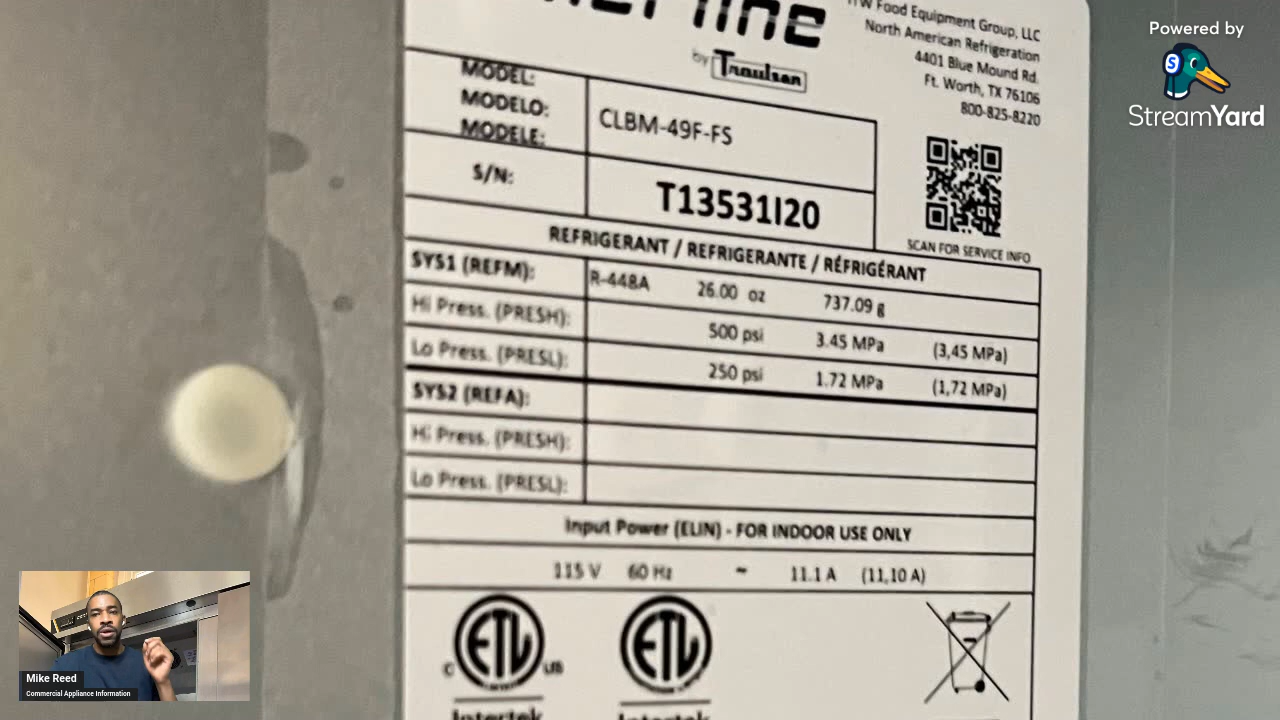 ITW Food Equipment Group, LLC
North American Refrigeration
4401 Blue Mound Rd.
Ft. Worth, TX 76106
800-825-8220
by Traulsen
Powered by
StreamYard
MODEL:
MODELO:
MODELE:
CLBM-49F-FS
S/N:
T13531I20
SCAN FOR SERVICE INFO
REFRIGERANT / REFRIGERANTE / RÉFRIGÉRANT
SYS1 (REFM): R-448A 26.00 oz 737.09 g
Hi Press. (PRESH): 500 psi 3.45 MPa (3,45 MPa)
Lo Press. (PRESL): 250 psi 1.72 MPa (1,72 MPa)
SYS2 (REFA):
Hi Press. (PRESH):
Lo Press. (PRESL):
Input Power (ELIN) - FOR INDOOR USE ONLY
115 V 60 Hz ~ 11.1 A (11,10 A)
C ETL US ETL
Intertek Intertek
Mike Reed
Commercial Appliance Information